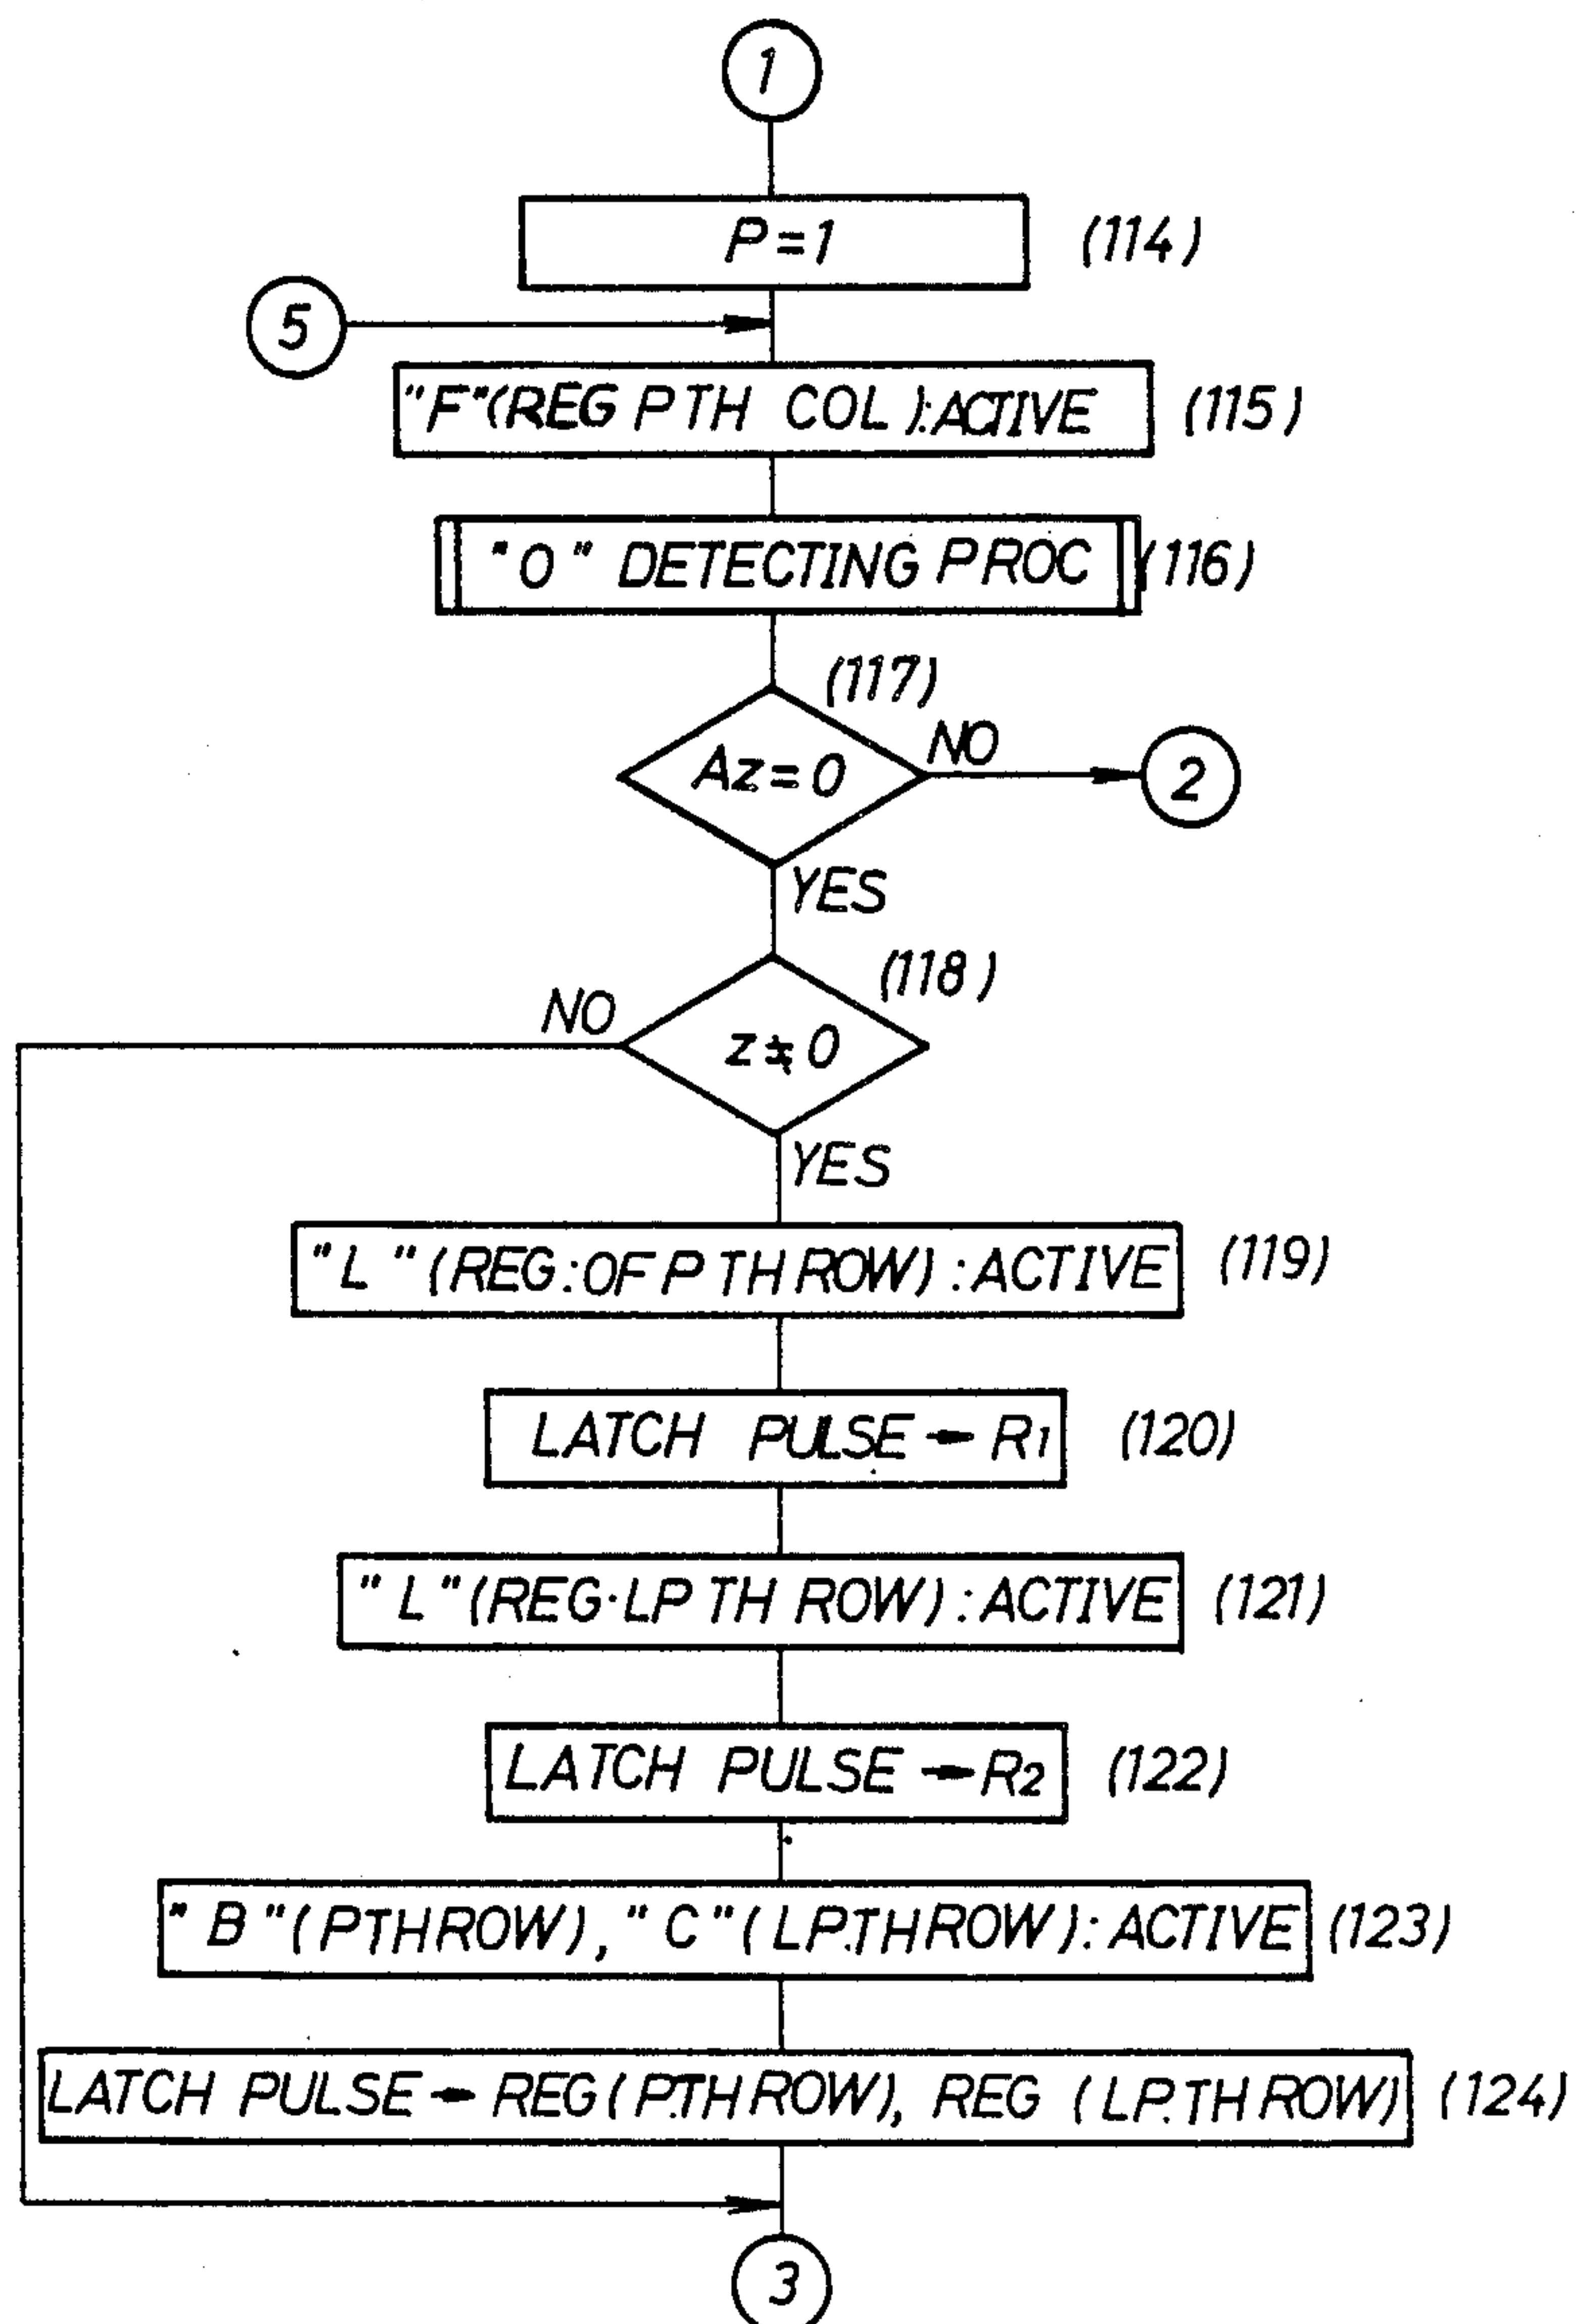 1
P=1 (114)
5
"F"(REG PTH COL):ACTIVE (115)
"O" DETECTING PROC (116)
(117)
Az=0
NO
2
YES
(118)
NO
z≠0
YES
"L"(REG:OF P TH ROW):ACTIVE (119)
LATCH PULSE → R1 (120)
"L"(REG·LP TH ROW):ACTIVE (121)
LATCH PULSE → R2 (122)
"B"(PTHROW), "C"(LP.THROW):ACTIVE (123)
LATCH PULSE → REG(P.TH ROW), REG (LP.TH ROW) (124)
3